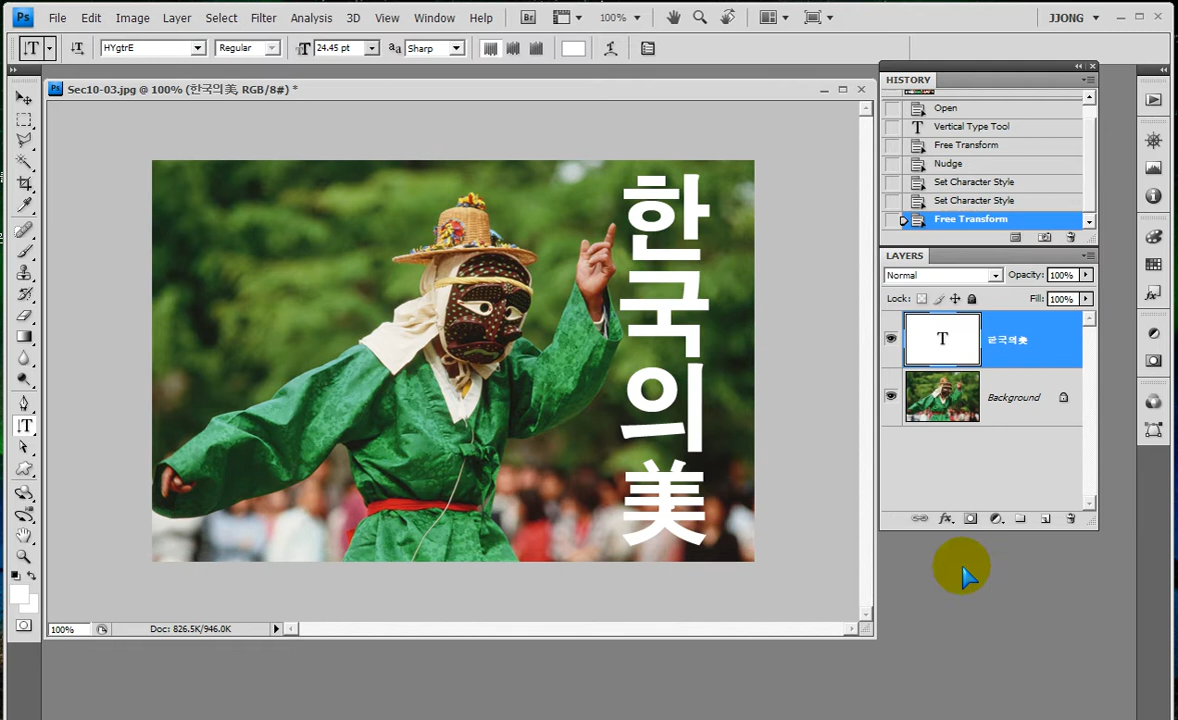 Ps File Edit Image Layer Select Filter Analysis 3D View Window Help Br 100% JJONG
T HYgtrE Regular T 24.45 pt aa Sharp
Ps Sec10-03.jpg @ 100% (한국의美, RGB/8#) *
한국의美
100% Doc: 826.5K/946.0K
HISTORY
Open
T Vertical Type Tool
Free Transform
Nudge
Set Character Style
Set Character Style
Free Transform
LAYERS
Normal Opacity: 100%
Lock: Fill: 100%
T 한국의美
Background
fx